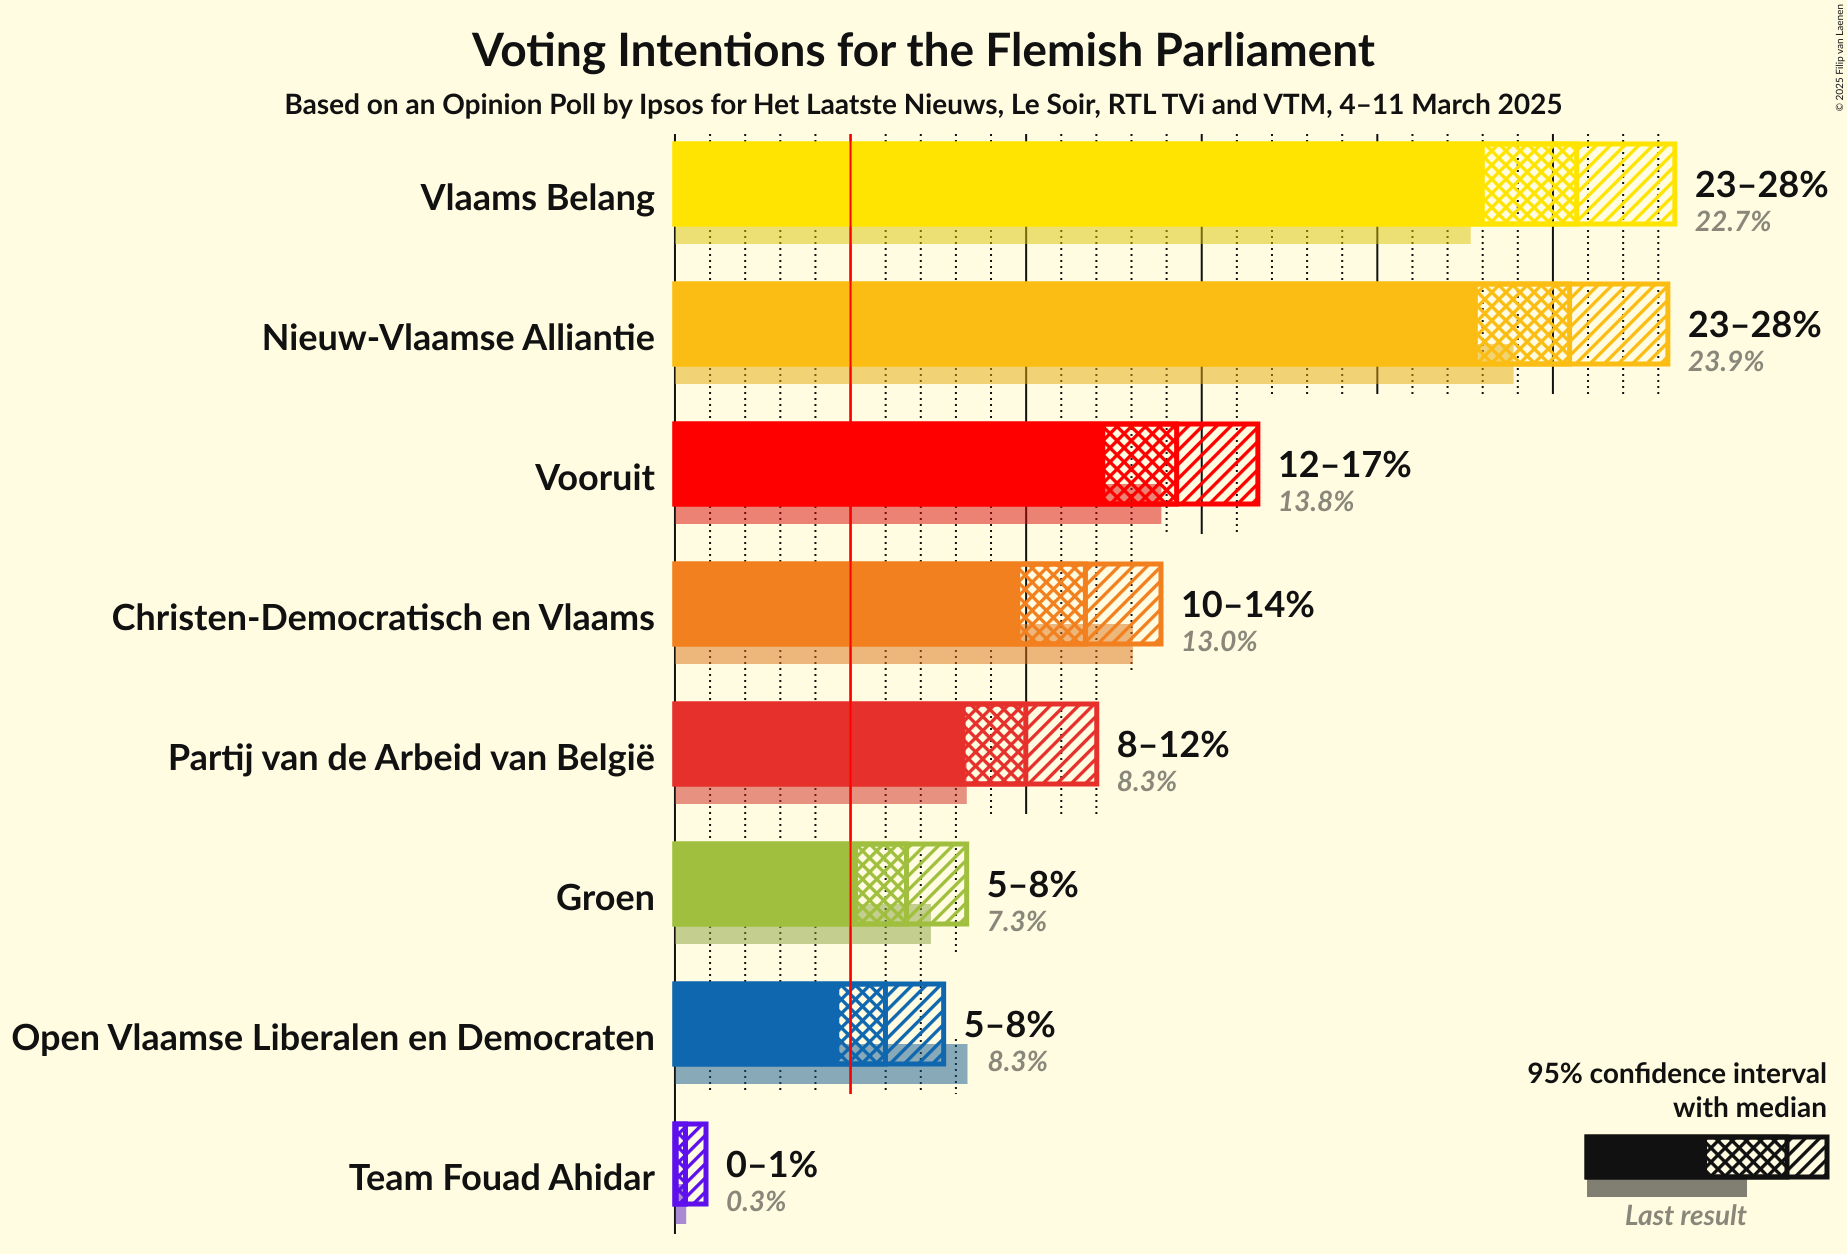 Voting Intentions for the Flemish Parliament
Based on an Opinion Poll by Ipsos for Het Laatste Nieuws, Le Soir, RTL TVi and VTM, 4–11 March 2025
© 2025 Filip van Laenen
Vlaams Belang
23–28%
22.7%
Nieuw-Vlaamse Alliantie
23–28%
23.9%
Vooruit
12–17%
13.8%
Christen-Democratisch en Vlaams
10–14%
13.0%
Partij van de Arbeid van België
8–12%
8.3%
Groen
5–8%
7.3%
Open Vlaamse Liberalen en Democraten
5–8%
8.3%
Team Fouad Ahidar
0–1%
0.3%
95% confidence interval
with median
Last result